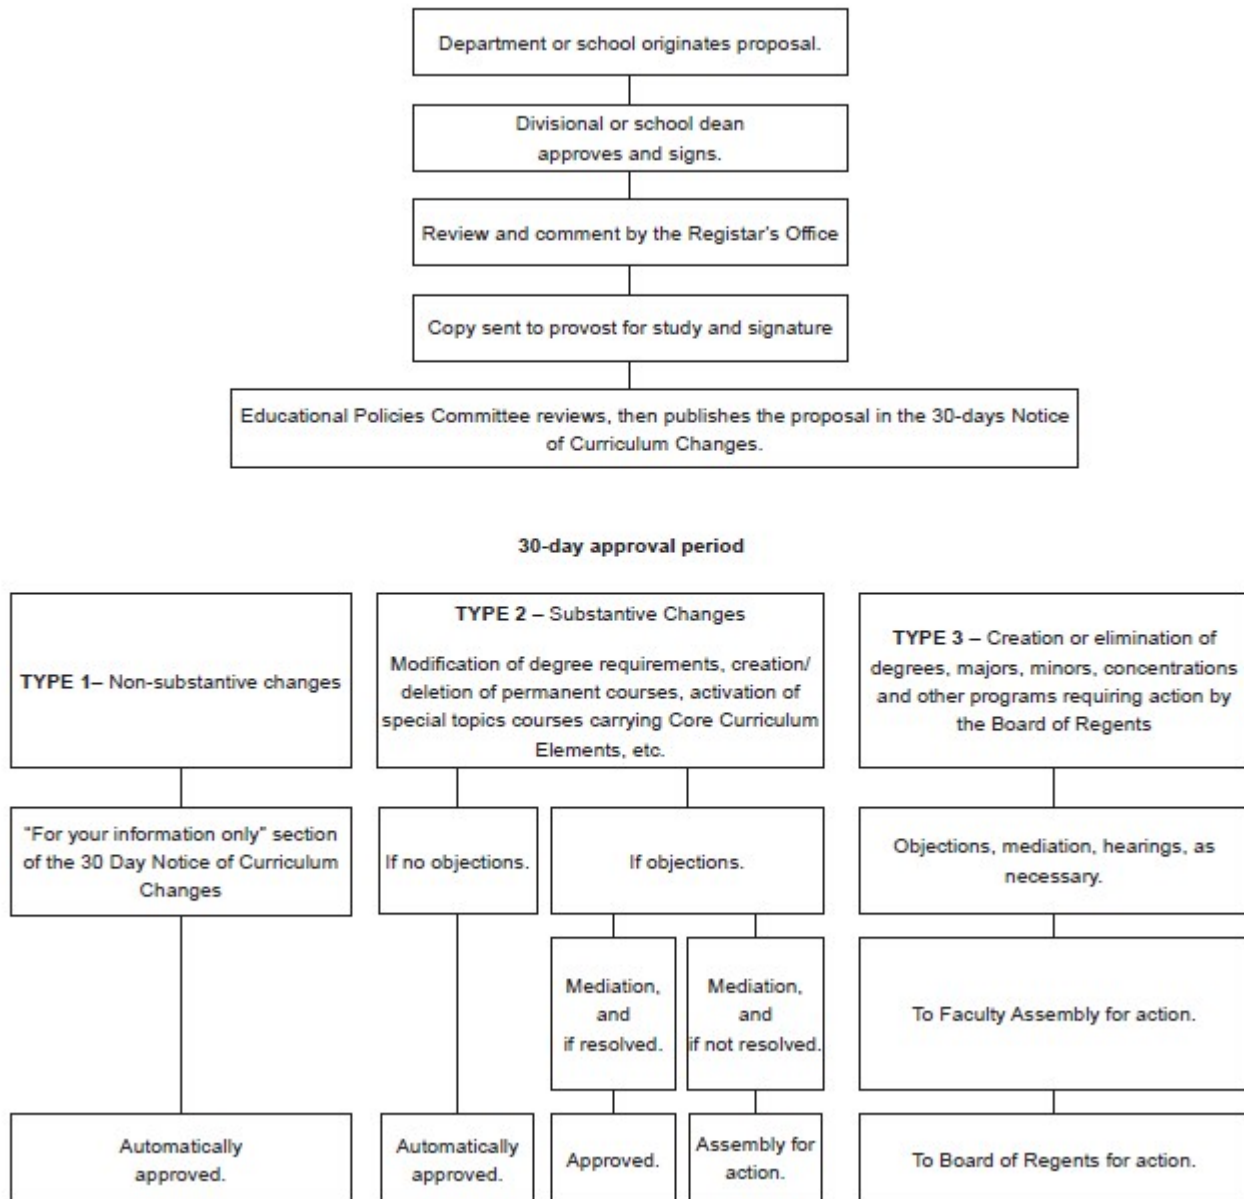 Department or school originates proposal.
Divisional or school dean
approves and signs.
Review and comment by the Registar's Office
Copy sent to provost for study and signature
Educational Policies Committee reviews, then publishes the proposal in the 30-days Notice
of Curriculum Changes.
30-day approval period
TYPE 1– Non-substantive changes
TYPE 2 – Substantive Changes
Modification of degree requirements, creation/
deletion of permanent courses, activation of
special topics courses carrying Core Curriculum
Elements, etc.
TYPE 3 – Creation or elimination of
degrees, majors, minors, concentrations
and other programs requiring action by
the Board of Regents
"For your information only" section
of the 30 Day Notice of Curriculum
Changes
If no objections.
If objections.
Objections, mediation, hearings, as
necessary.
Mediation,
and
if resolved.
Mediation,
and
if not resolved.
To Faculty Assembly for action.
Automatically
approved.
Automatically
approved.
Approved.
Assembly for
action.
To Board of Regents for action.